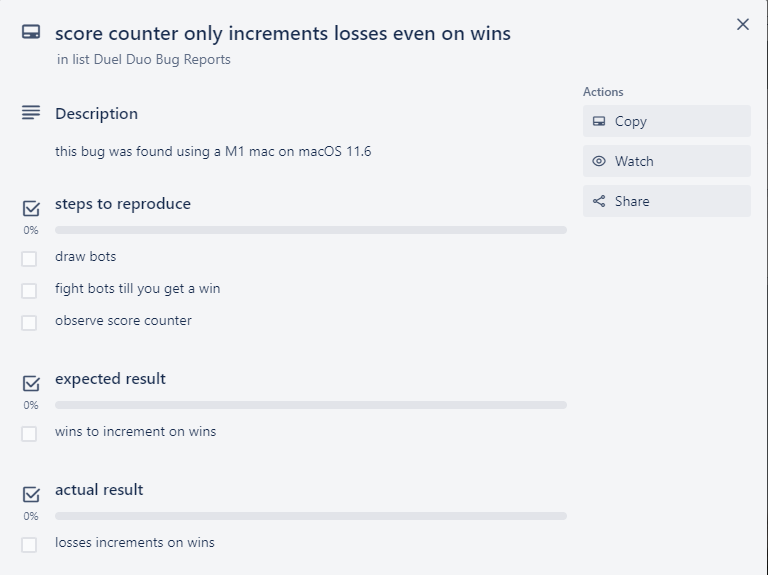 score counter only increments losses even on wins
in list Duel Duo Bug Reports
Description
this bug was found using a M1 mac on macOS 11.6
steps to reproduce
0%
draw bots
fight bots till you get a win
observe score counter
expected result
0%
wins to increment on wins
actual result
0%
losses increments on wins
Actions
Copy
Watch
Share